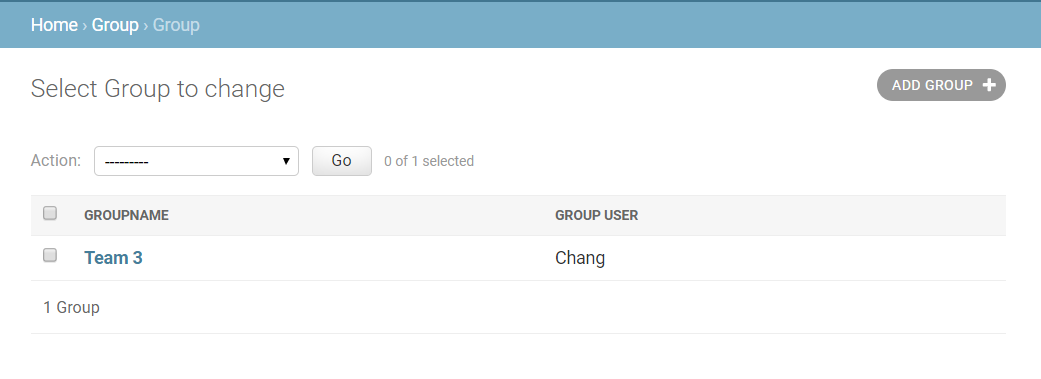 Home › Group › Group
Select Group to change
ADD GROUP
Action: --------- Go 0 of 1 selected
GROUPNAME GROUP USER
Team 3 Chang
1 Group